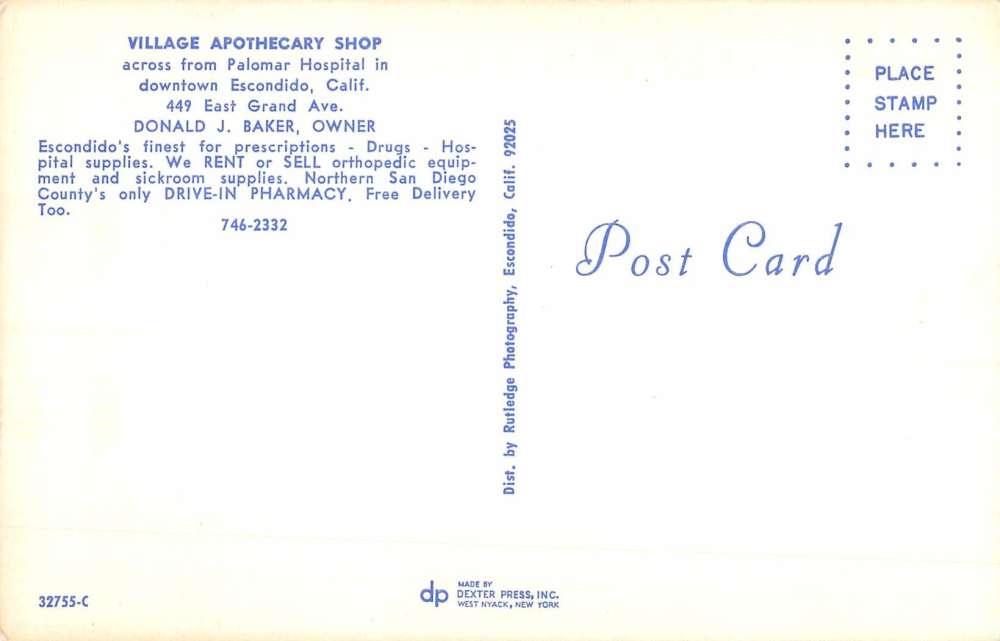 VILLAGE APOTHECARY SHOP
across from Palomar Hospital in
downtown Escondido, Calif.
449 East Grand Ave.
DONALD J. BAKER, OWNER
Escondido's finest for prescriptions - Drugs - Hos-
pital supplies. We RENT or SELL orthopedic equip-
ment and sickroom supplies. Northern San Diego
County's only DRIVE-IN PHARMACY. Free Delivery
Too.
746-2332
Dist. by Rutledge Photography, Escondido, Calif. 92025
PLACE
STAMP
HERE
Post Card
32755-C
dp
MADE BY
DEXTER PRESS, INC.
WEST NYACK, NEW YORK